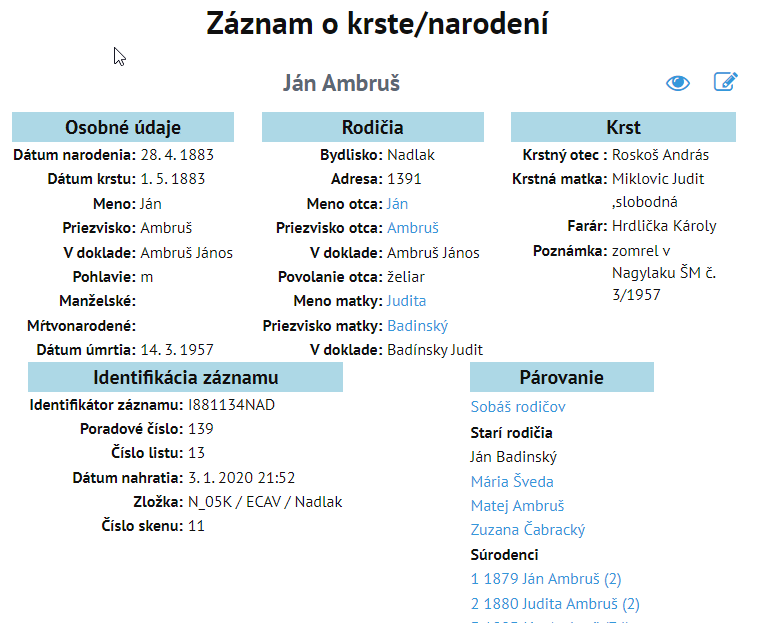 Záznam o krste/narodení
Ján Ambruš
Osobné údaje
Dátum narodenia: 28. 4. 1883
Dátum krstu: 1. 5. 1883
Meno: Ján
Priezvisko: Ambruš
V doklade: Ambruš János
Pohlavie: m
Manželské:
Mŕtvonarodené:
Dátum úmrtia: 14. 3. 1957
Rodičia
Bydlisko: Nadlak
Adresa: 1391
Meno otca: Ján
Priezvisko otca: Ambruš
V doklade: Ambruš János
Povolanie otca: želiar
Meno matky: Judita
Priezvisko matky: Badinský
V doklade: Badínsky Judit
Krst
Krstný otec : Roskoš András
Krstná matka: Miklovic Judit
,slobodná
Farár: Hrdlička Károly
Poznámka: zomrel v
Nagylaku ŠM č.
3/1957
Identifikácia záznamu
Identifikátor záznamu: I881134NAD
Poradové číslo: 139
Číslo listu: 13
Dátum nahratia: 3. 1. 2020 21:52
Zložka: N_05K / ECAV / Nadlak
Číslo skenu: 11
Párovanie
Sobáš rodičov
Starí rodičia
Ján Badinský
Mária Šveda
Matej Ambruš
Zuzana Čabracký
Súrodenci
1 1879 Ján Ambruš (2)
2 1880 Judita Ambruš (2)